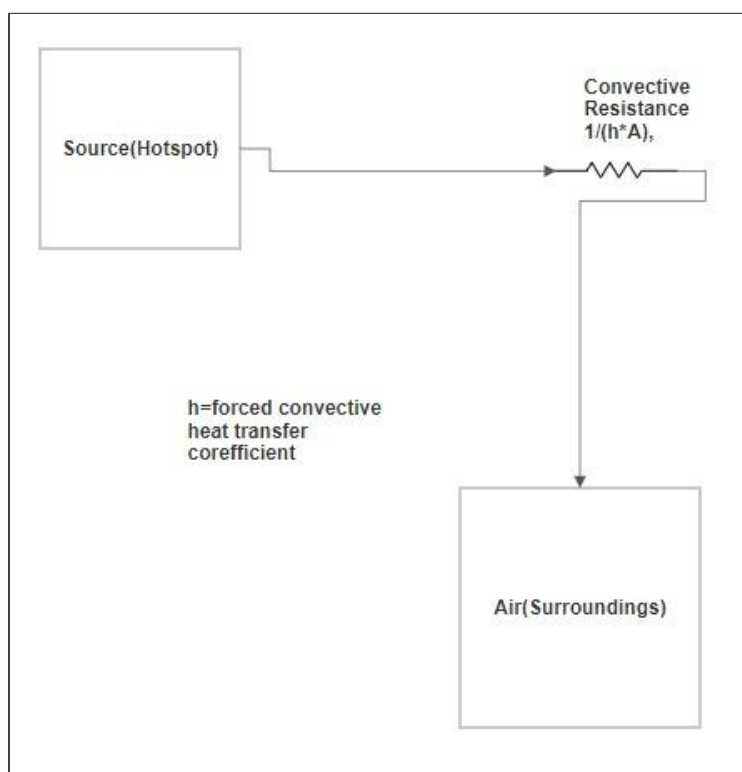 Source(Hotspot)
Convective
Resistance
1/(h*A),
h=forced convective
heat transfer
corefficient
Air(Surroundings)